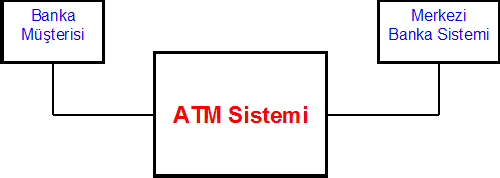 Banka
Müşterisi
Merkezi
Banka Sistemi
ATM Sistemi